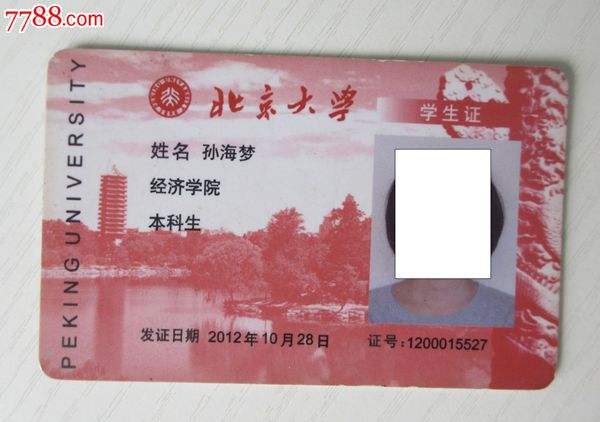 7788.com
PEKING UNIVERSITY
北京大学
学生证
姓名 孙海梦
经济学院
本科生
发证日期 2012年10月28日
证号:1200015527